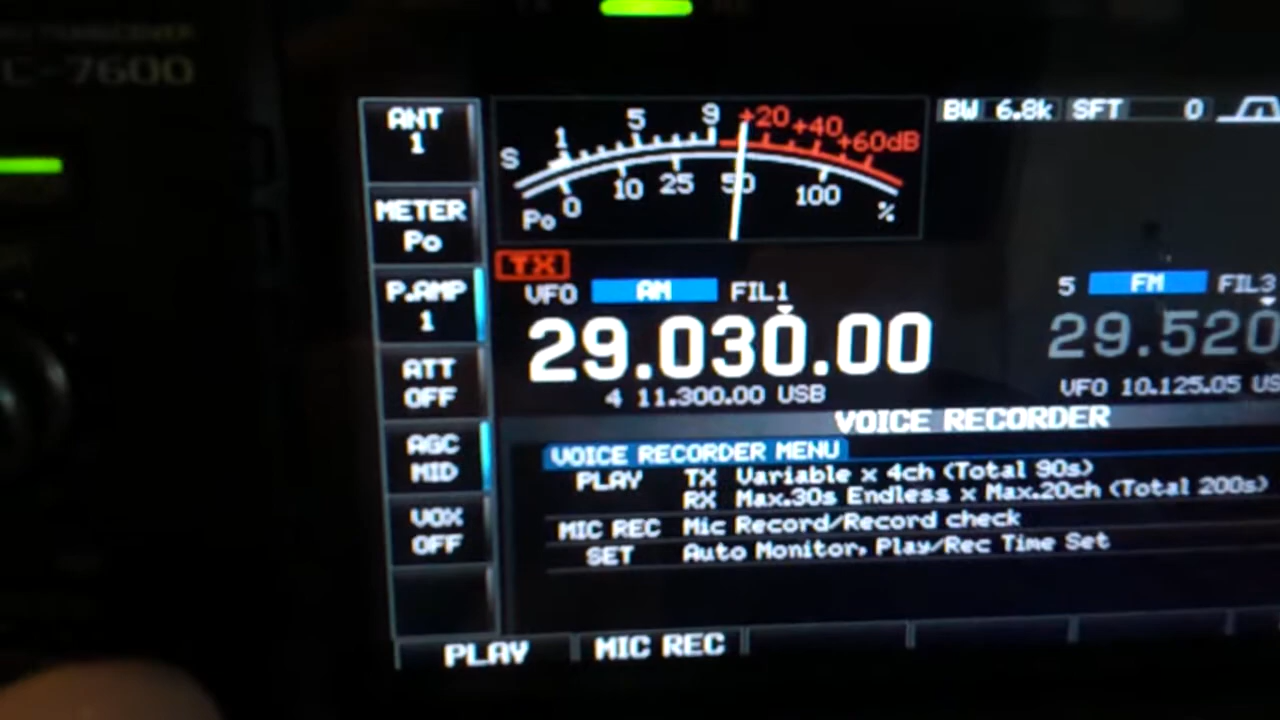 C-7600
ANT
1
BW 6.8k SFT 0
1 5 9 +20 +40 +60dB
S
0 10 25 50 100 %
Po
METER
Po
TX
VFO AM FIL1
5 FM FIL3
P.AMP
1
29.030.00
29.520
4 11.300.00 USB
VFO 10.125.05 US
ATT
OFF
VOICE RECORDER
AGC
MID
VOICE RECORDER MENU
PLAY TX Variable x 4ch (Total 90s)
RX Max.30s Endless x Max.20ch (Total 200s)
MIC REC Mic Record/Record check
SET Auto Monitor, Play/Rec Time Set
VOX
OFF
PLAY MIC REC